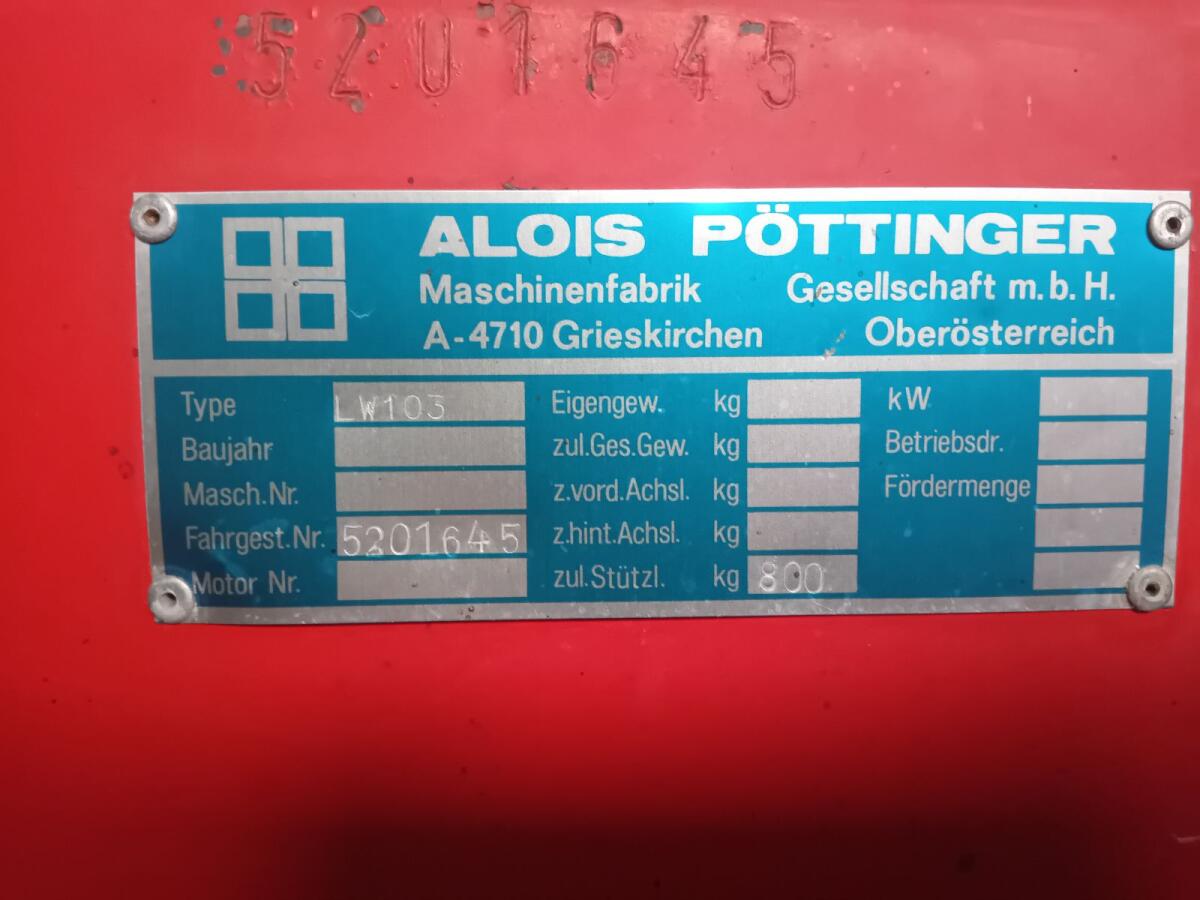 5201645
ALOIS PÖTTINGER
Maschinenfabrik Gesellschaft m.b.H.
A-4710 Grieskirchen Oberösterreich
Type LW103 Eigengew. kg kW
Baujahr zul.Ges.Gew. kg Betriebsdr.
Masch.Nr. z.vord.Achsl. kg Fördermenge
Fahrgest.Nr. 5201645 z.hint.Achsl. kg
Motor Nr. zul.Stützl. kg 800